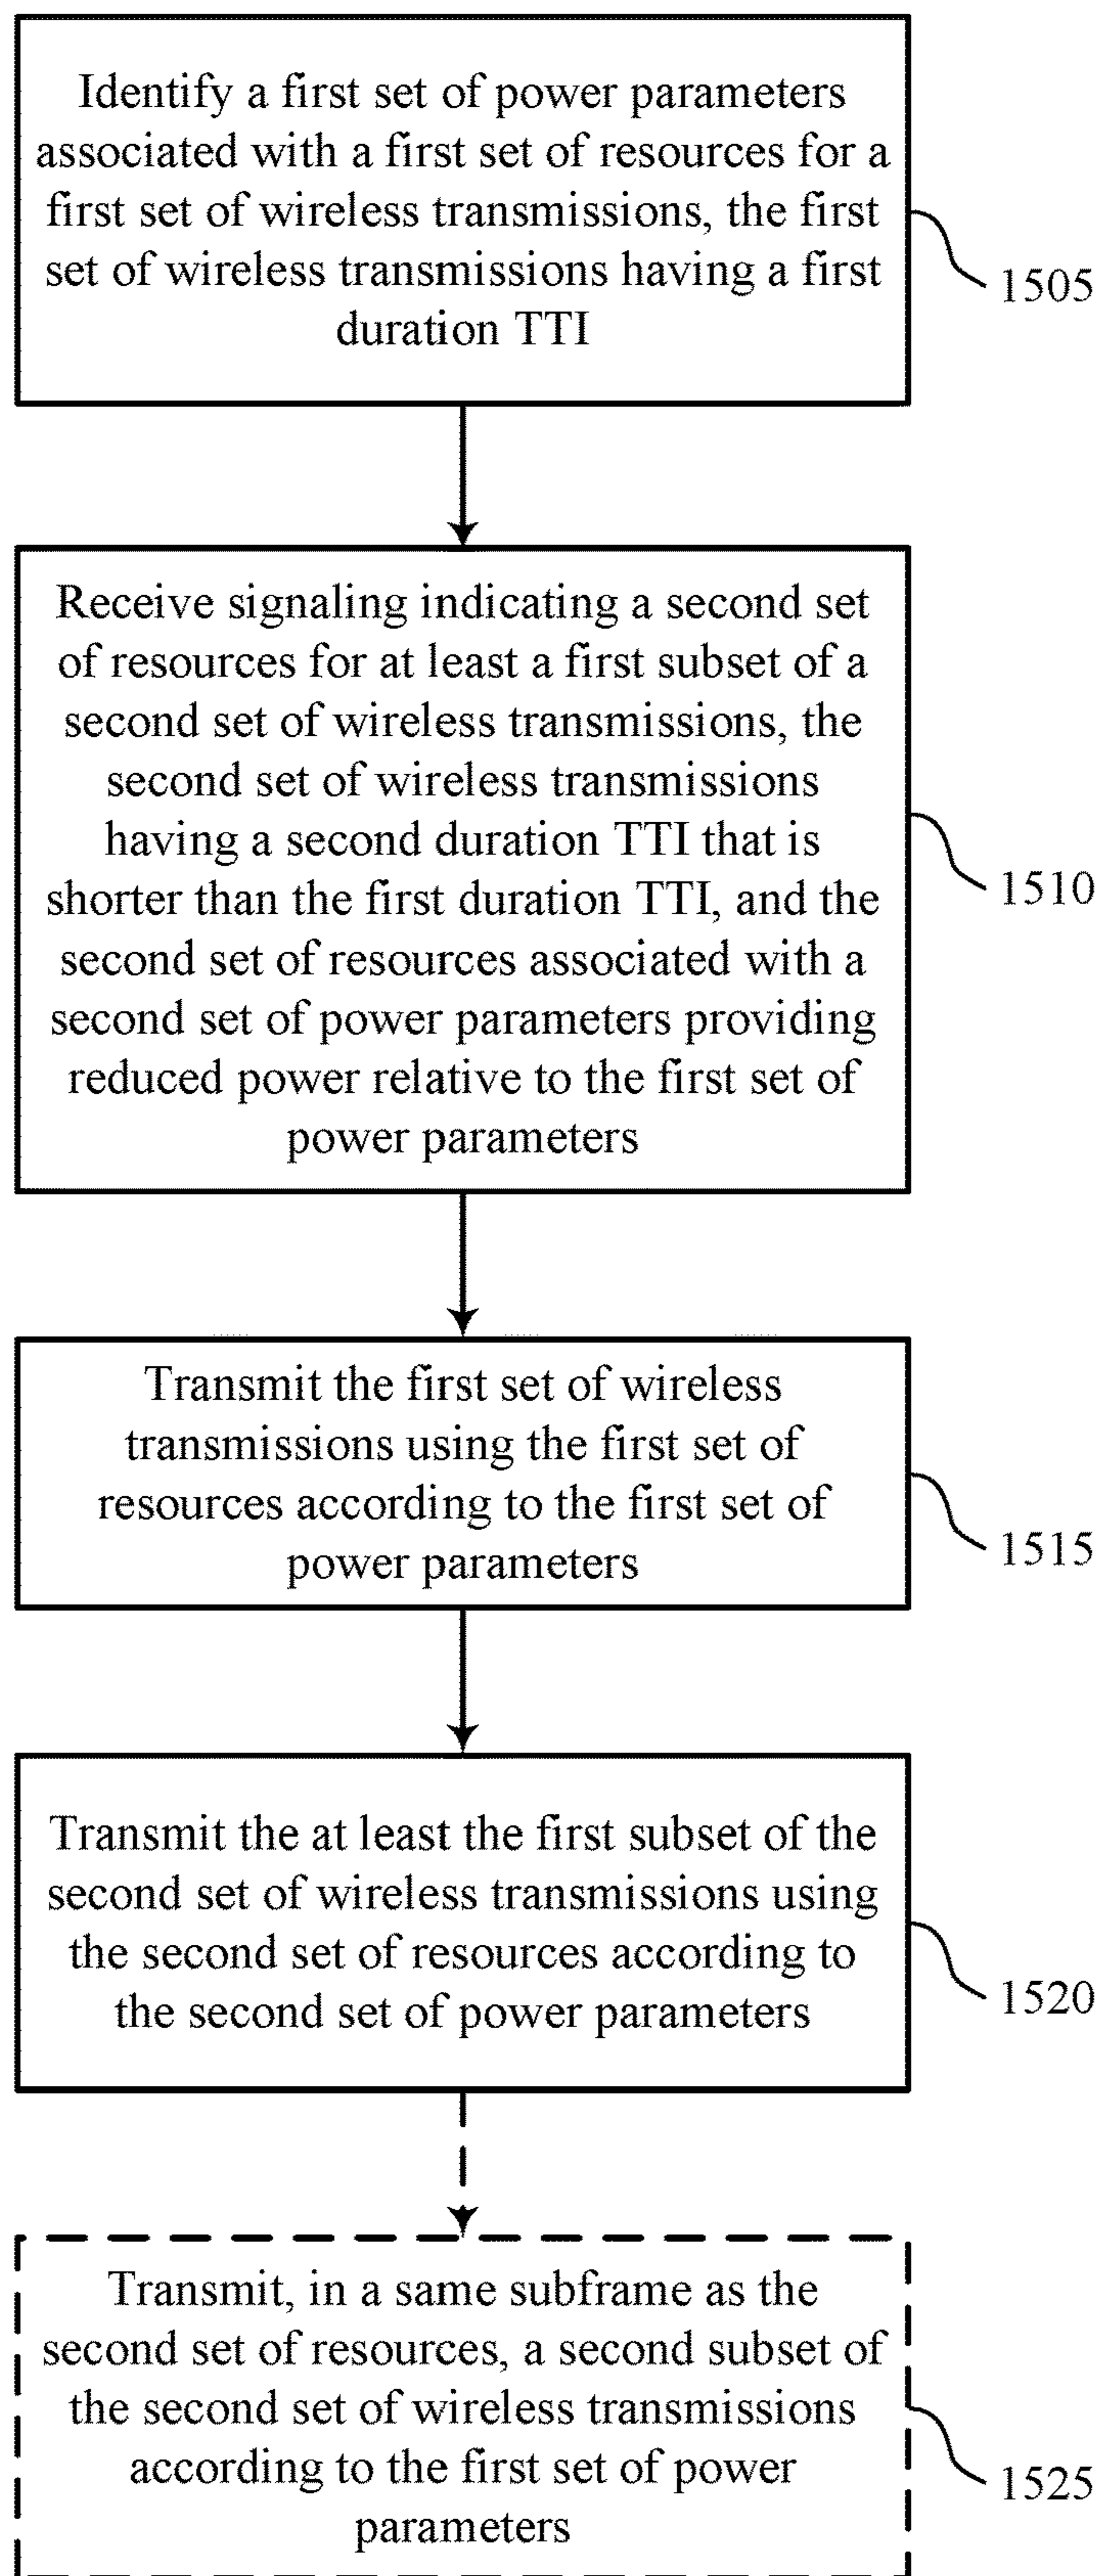 Identify a first set of power parameters
associated with a first set of resources for a
first set of wireless transmissions, the first
set of wireless transmissions having a first
duration TTI
1505
Receive signaling indicating a second set
of resources for at least a first subset of a
second set of wireless transmissions, the
second set of wireless transmissions
having a second duration TTI that is
shorter than the first duration TTI, and the
second set of resources associated with a
second set of power parameters providing
reduced power relative to the first set of
power parameters
1510
Transmit the first set of wireless
transmissions using the first set of
resources according to the first set of
power parameters
1515
Transmit the at least the first subset of the
second set of wireless transmissions using
the second set of resources according to
the second set of power parameters
1520
Transmit, in a same subframe as the
second set of resources, a second subset of
the second set of wireless transmissions
according to the first set of power
parameters
1525